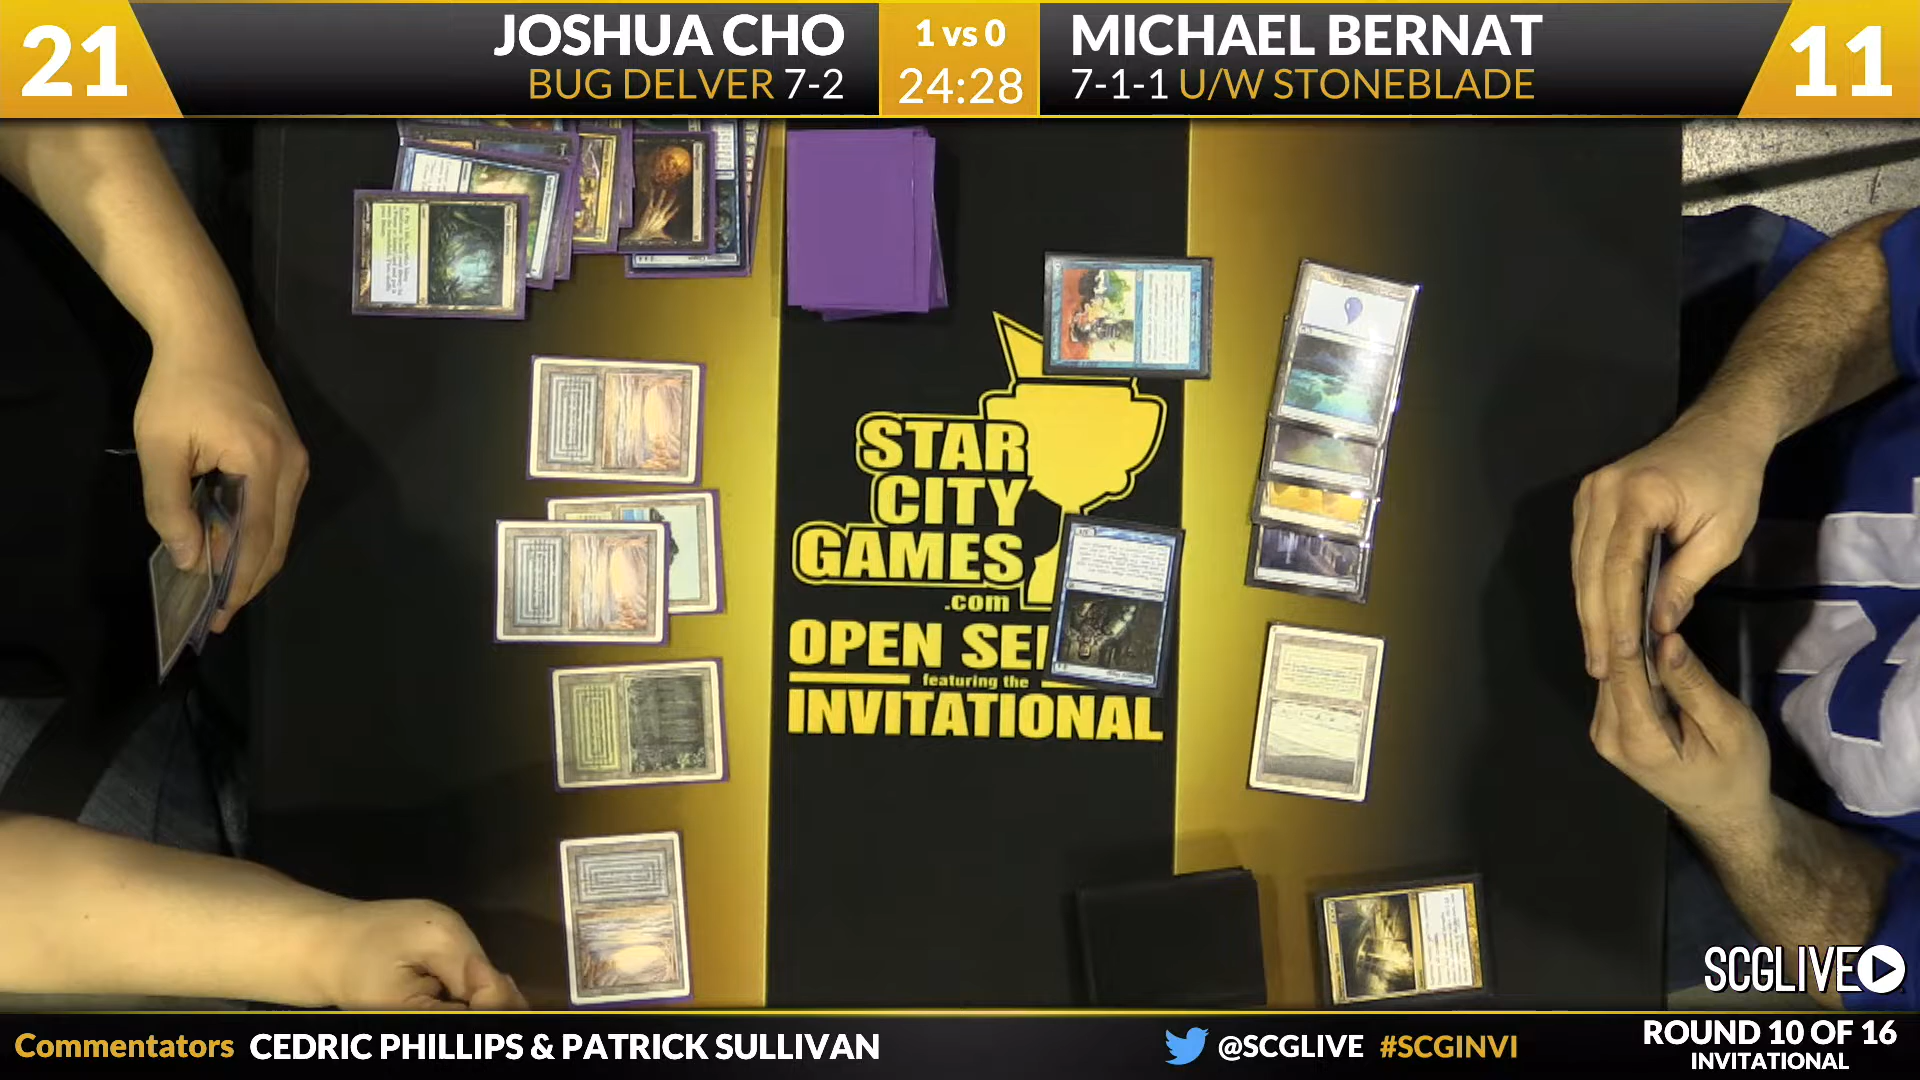 21
JOSHUA CHO
BUG DELVER 7-2
1 vs 0
24:28
MICHAEL BERNAT
7-1-1 U/W STONEBLADE
11
STAR
CITY
GAMES
.com
OPEN SE
featuring the
INVITATIONAL
SCGLIVE
Commentators CEDRIC PHILLIPS & PATRICK SULLIVAN
@SCGLIVE #SCGINVI
ROUND 10 OF 16
INVITATIONAL